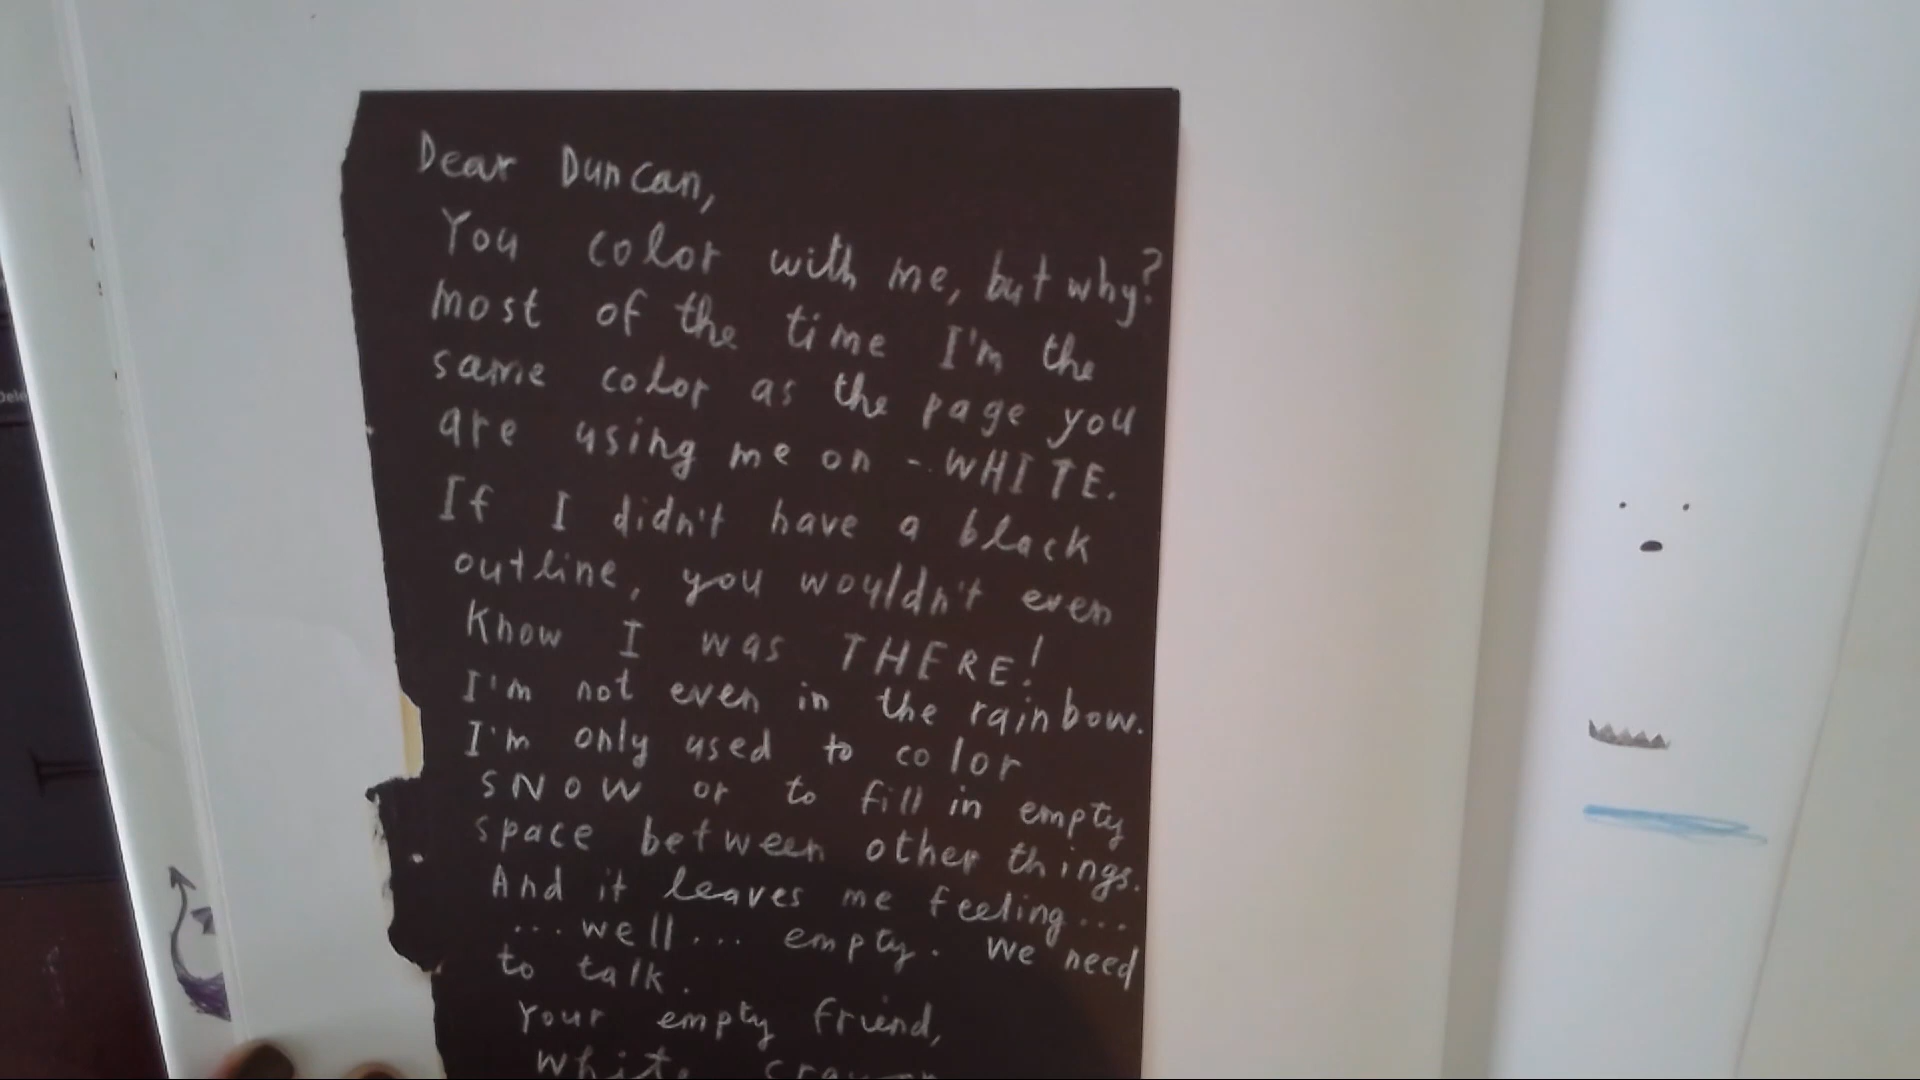 Dear Duncan,
You color with me, but why?
Most of the time I'm the
same color as the page you
are using me on - WHITE.
If I didn't have a black
outline, you wouldn't even
know I was THERE!
I'm not even in the rainbow.
I'm only used to color
SNOW or to fill in empty
space between other things.
And it leaves me feeling...
...well... empty. We need
to talk.
Your empty friend,
White crayon